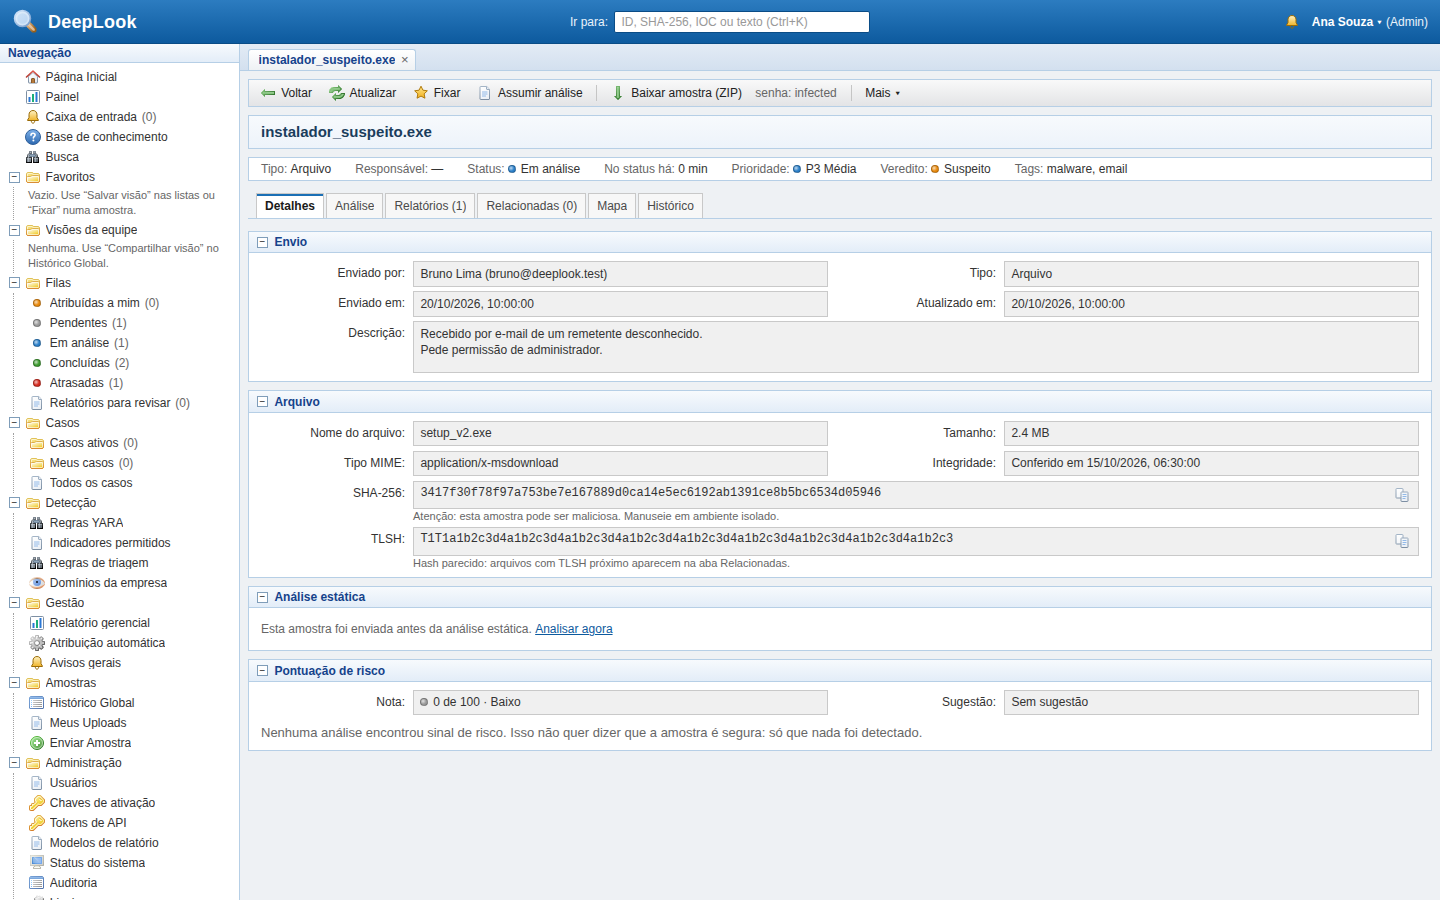 DeepLook
Ir para: ID, SHA-256, IOC ou texto (Ctrl+K)
Ana Souza (Admin)
Navegação
Página Inicial
Painel
Caixa de entrada (0)
Base de conhecimento
Busca
Favoritos
Vazio. Use “Salvar visão” nas listas ou
“Fixar” numa amostra.
Visões da equipe
Nenhuma. Use “Compartilhar visão” no
Histórico Global.
Filas
Atribuídas a mim (0)
Pendentes (1)
Em análise (1)
Concluídas (2)
Atrasadas (1)
Relatórios para revisar (0)
Casos
Casos ativos (0)
Meus casos (0)
Todos os casos
Detecção
Regras YARA
Indicadores permitidos
Regras de triagem
Domínios da empresa
Gestão
Relatório gerencial
Atribuição automática
Avisos gerais
Amostras
Histórico Global
Meus Uploads
Enviar Amostra
Administração
Usuários
Chaves de ativação
Tokens de API
Modelos de relatório
Status do sistema
Auditoria
instalador_suspeito.exe ×
Voltar Atualizar Fixar Assumir análise Baixar amostra (ZIP) senha: infected Mais
instalador_suspeito.exe
Tipo: Arquivo Responsável: — Status: Em análise No status há: 0 min Prioridade: P3 Média Veredito: Suspeito Tags: malware, email
Detalhes Análise Relatórios (1) Relacionadas (0) Mapa Histórico
Envio
Enviado por: Bruno Lima (bruno@deeplook.test) Tipo: Arquivo
Enviado em: 20/10/2026, 10:00:00 Atualizado em: 20/10/2026, 10:00:00
Descrição: Recebido por e-mail de um remetente desconhecido.
Pede permissão de administrador.
Arquivo
Nome do arquivo: setup_v2.exe Tamanho: 2.4 MB
Tipo MIME: application/x-msdownload Integridade: Conferido em 15/10/2026, 06:30:00
SHA-256: 3417f30f78f97a753be7e167889d0ca14e5ec6192ab1391ce8b5bc6534d05946
Atenção: esta amostra pode ser maliciosa. Manuseie em ambiente isolado.
TLSH: T1T1a1b2c3d4a1b2c3d4a1b2c3d4a1b2c3d4a1b2c3d4a1b2c3d4a1b2c3d4a1b2c3d4a1b2c3
Hash parecido: arquivos com TLSH próximo aparecem na aba Relacionadas.
Análise estática
Esta amostra foi enviada antes da análise estática. Analisar agora
Pontuação de risco
Nota: 0 de 100 · Baixo Sugestão: Sem sugestão
Nenhuma análise encontrou sinal de risco. Isso não quer dizer que a amostra é segura: só que nada foi detectado.